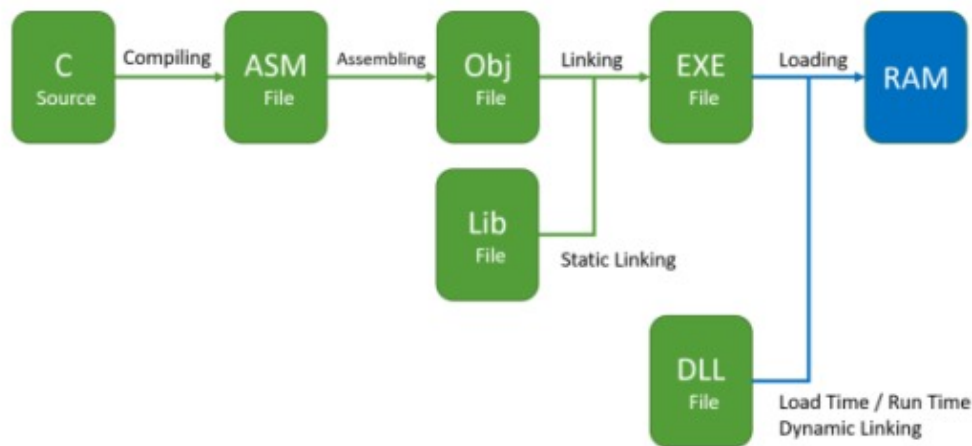 C
Source
Compiling
ASM
File
Assembling
Obj
File
Linking
EXE
File
Loading
RAM
Lib
File
Static Linking
DLL
File
Load Time / Run Time
Dynamic Linking